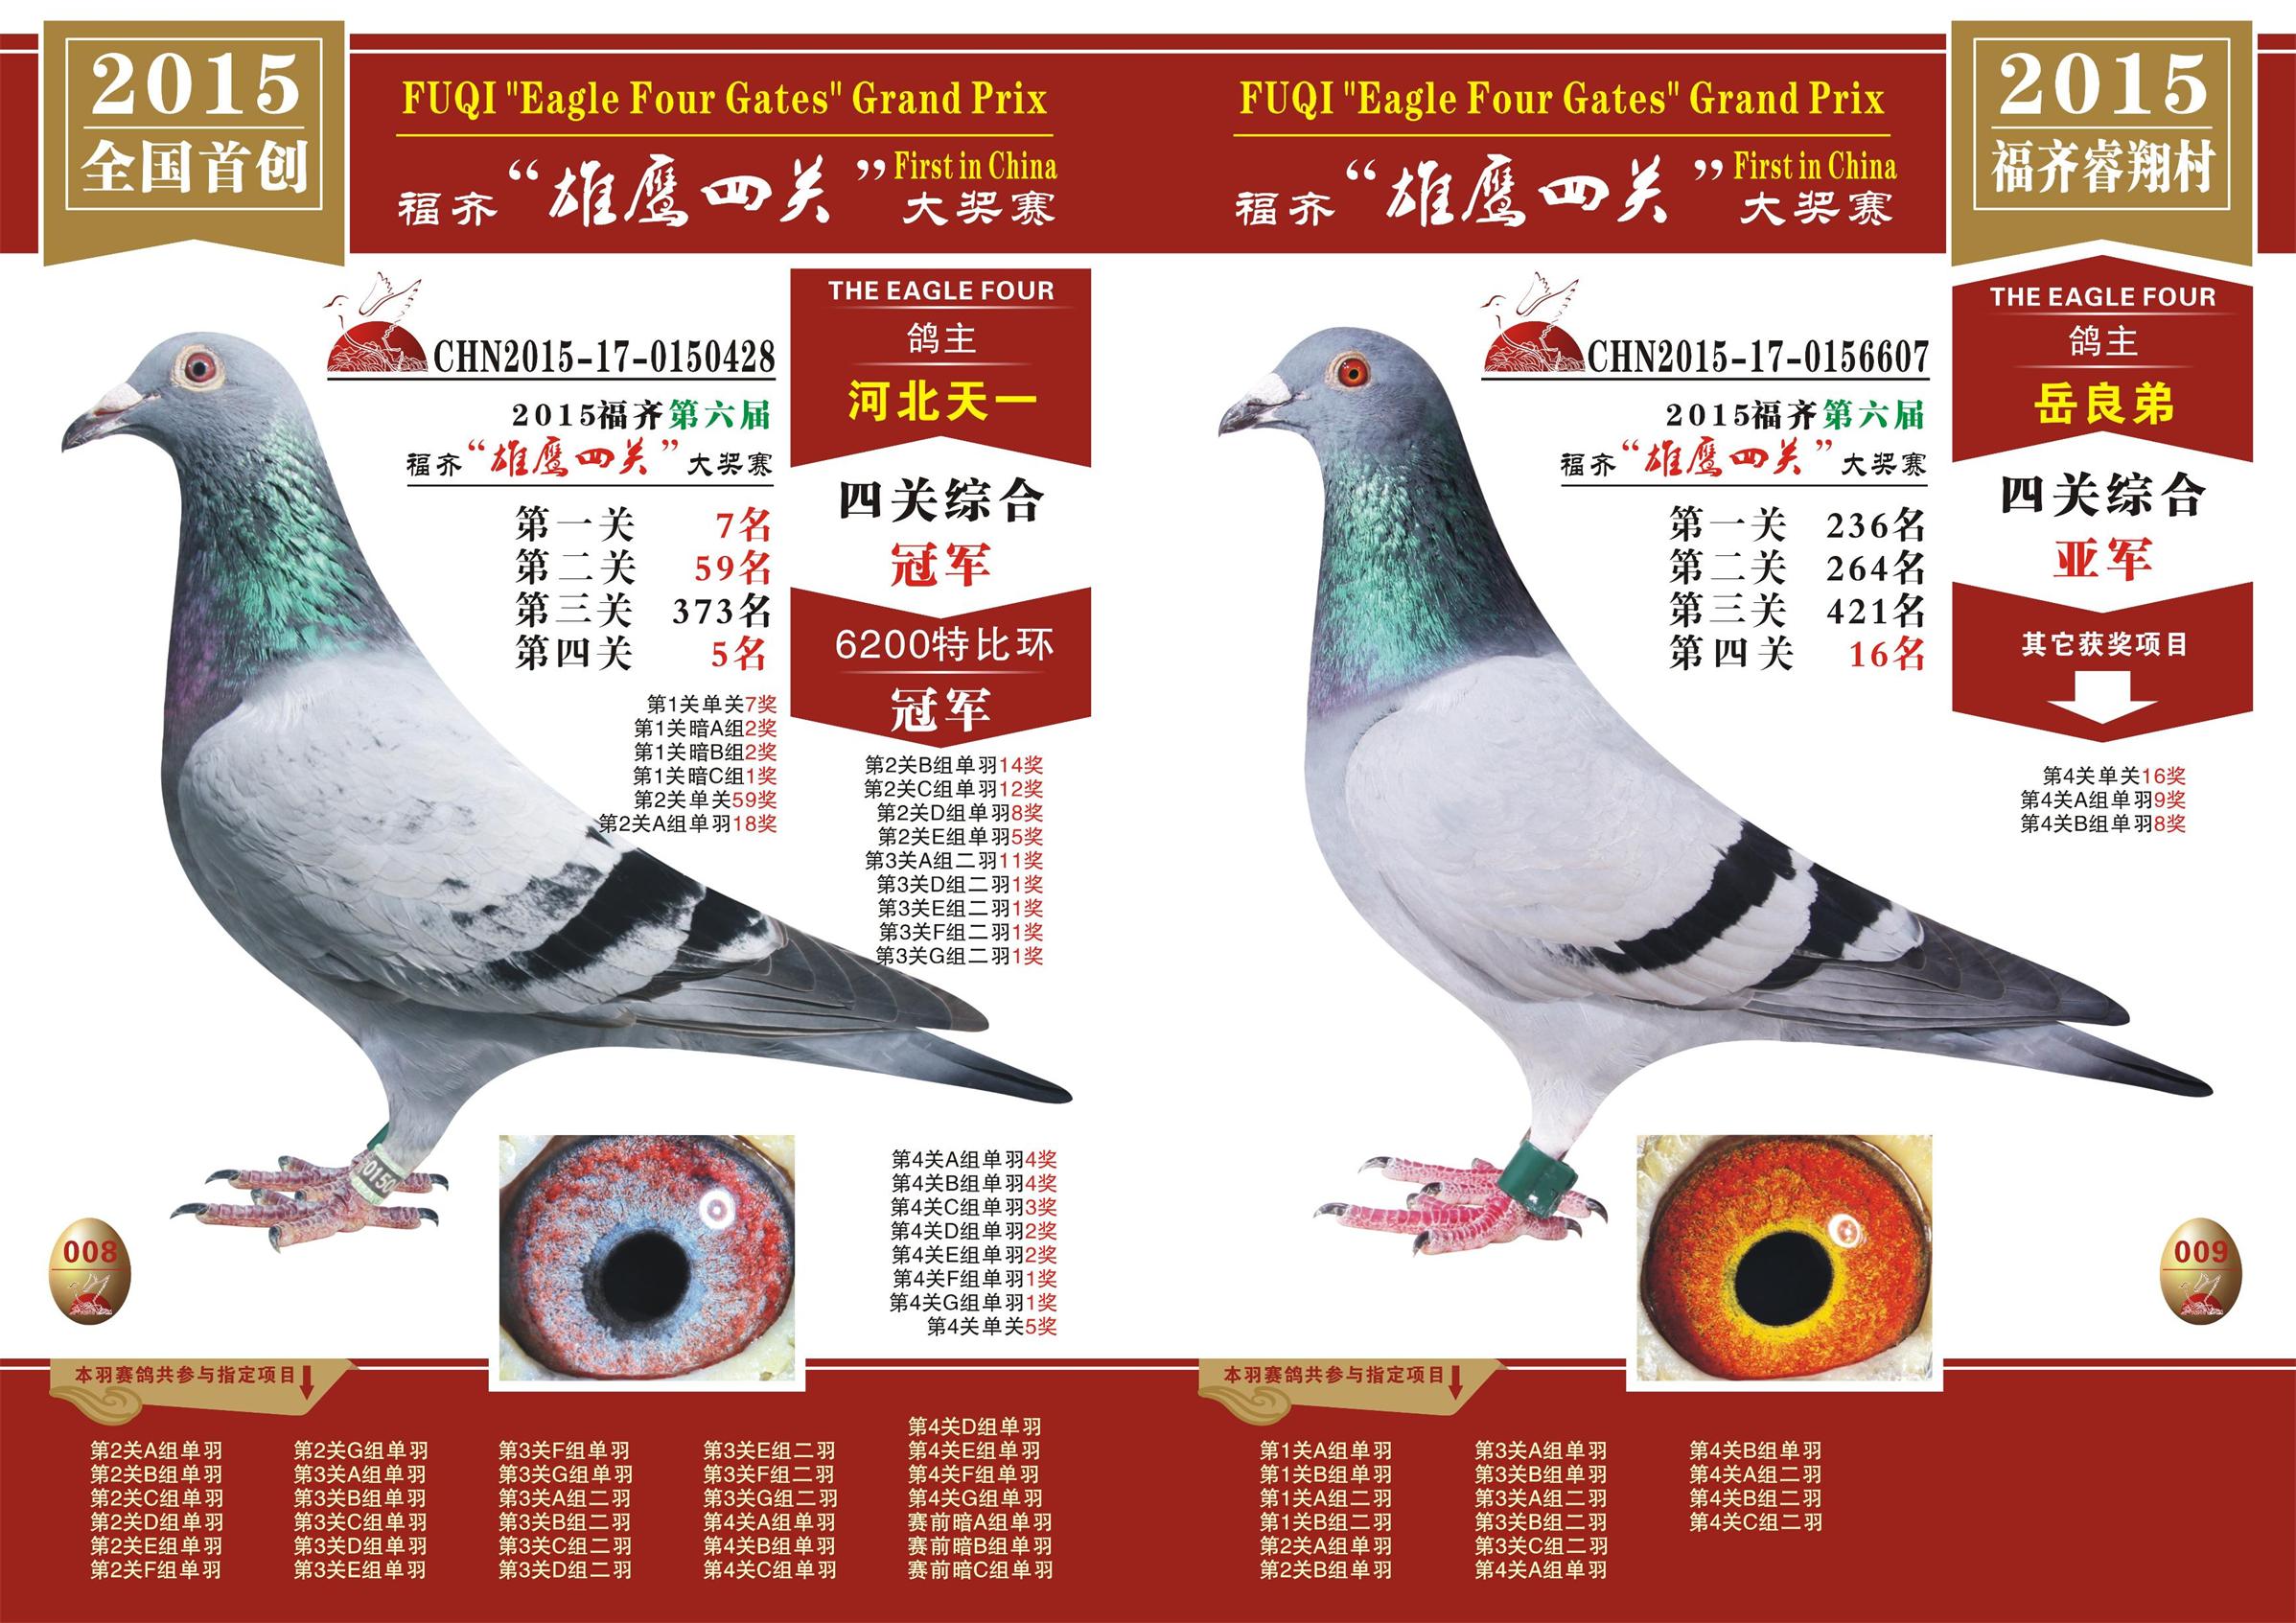 2015
全国首创
FUQI "Eagle Four Gates" Grand Prix
First in China
福齐“雄鹰四关”大奖赛
CHN2015-17-0150428
2015福齐第六届
福齐“雄鹰四关”大奖赛
第一关 7名
第二关 59名
第三关 373名
第四关 5名
第1关单关7奖
第1关暗A组2奖
第1关暗B组2奖
第1关暗C组1奖
第2关单关59奖
第2关A组单羽18奖
THE EAGLE FOUR
鸽主
河北天一
四关综合
冠军
6200特比环
冠军
第2关B组单羽14奖
第2关C组单羽12奖
第2关D组单羽8奖
第2关E组单羽5奖
第3关A组二羽11奖
第3关D组二羽1奖
第3关E组二羽1奖
第3关F组二羽1奖
第3关G组二羽1奖
0150
第4关A组单羽4奖
第4关B组单羽4奖
第4关C组单羽3奖
第4关D组单羽2奖
第4关E组单羽2奖
第4关F组单羽1奖
第4关G组单羽1奖
第4关单关5奖
008
本羽赛鸽共参与指定项目
第2关A组单羽
第2关B组单羽
第2关C组单羽
第2关D组单羽
第2关E组单羽
第2关F组单羽
第2关G组单羽
第3关A组单羽
第3关B组单羽
第3关C组单羽
第3关D组单羽
第3关E组单羽
第3关F组单羽
第3关G组单羽
第3关A组二羽
第3关B组二羽
第3关C组二羽
第3关D组二羽
第3关E组二羽
第3关F组二羽
第3关G组二羽
第4关A组单羽
第4关B组单羽
第4关C组单羽
第4关D组单羽
第4关E组单羽
第4关F组单羽
第4关G组单羽
赛前暗A组单羽
赛前暗B组单羽
赛前暗C组单羽
FUQI "Eagle Four Gates" Grand Prix
First in China
福齐“雄鹰四关”大奖赛
2015
福齐睿翔村
CHN2015-17-0156607
2015福齐第六届
福齐“雄鹰四关”大奖赛
第一关 236名
第二关 264名
第三关 421名
第四关 16名
THE EAGLE FOUR
鸽主
岳良弟
四关综合
亚军
其它获奖项目
第4关单关16奖
第4关A组单羽9奖
第4关B组单羽8奖
009
本羽赛鸽共参与指定项目
第1关A组单羽
第1关B组单羽
第1关A组二羽
第1关B组二羽
第2关A组单羽
第2关B组单羽
第3关A组单羽
第3关B组单羽
第3关A组二羽
第3关B组二羽
第3关C组二羽
第4关A组单羽
第4关B组单羽
第4关A组二羽
第4关B组二羽
第4关C组二羽